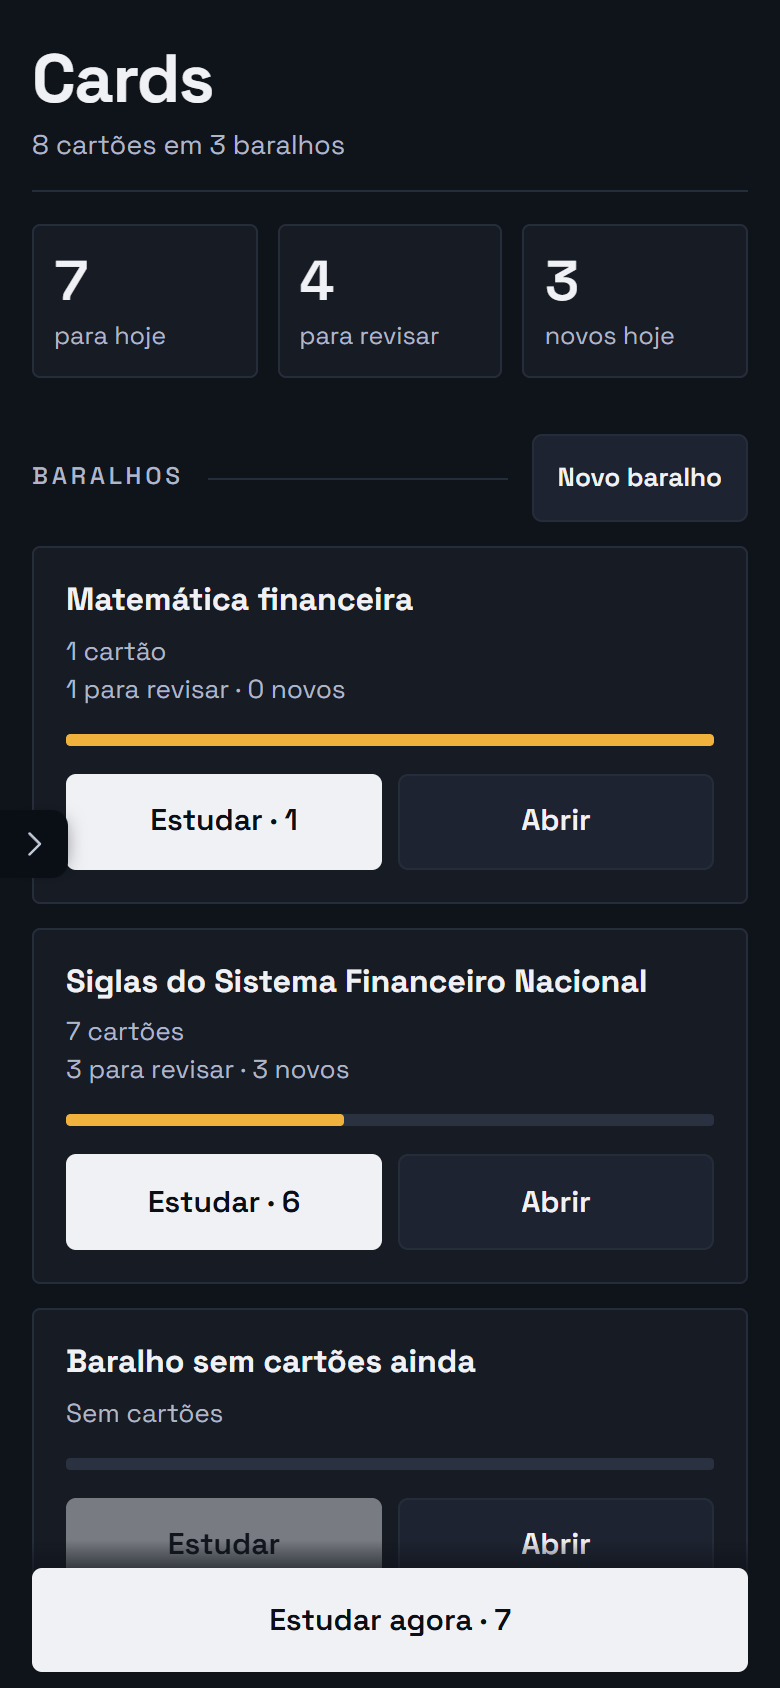 Cards
8 cartões em 3 baralhos
7
para hoje
4
para revisar
3
novos hoje
BARALHOS
Novo baralho
Matemática financeira
1 cartão
1 para revisar · 0 novos
Estudar · 1
Abrir
Siglas do Sistema Financeiro Nacional
7 cartões
3 para revisar · 3 novos
Estudar · 6
Abrir
Baralho sem cartões ainda
Sem cartões
Estudar
Abrir
Estudar agora · 7